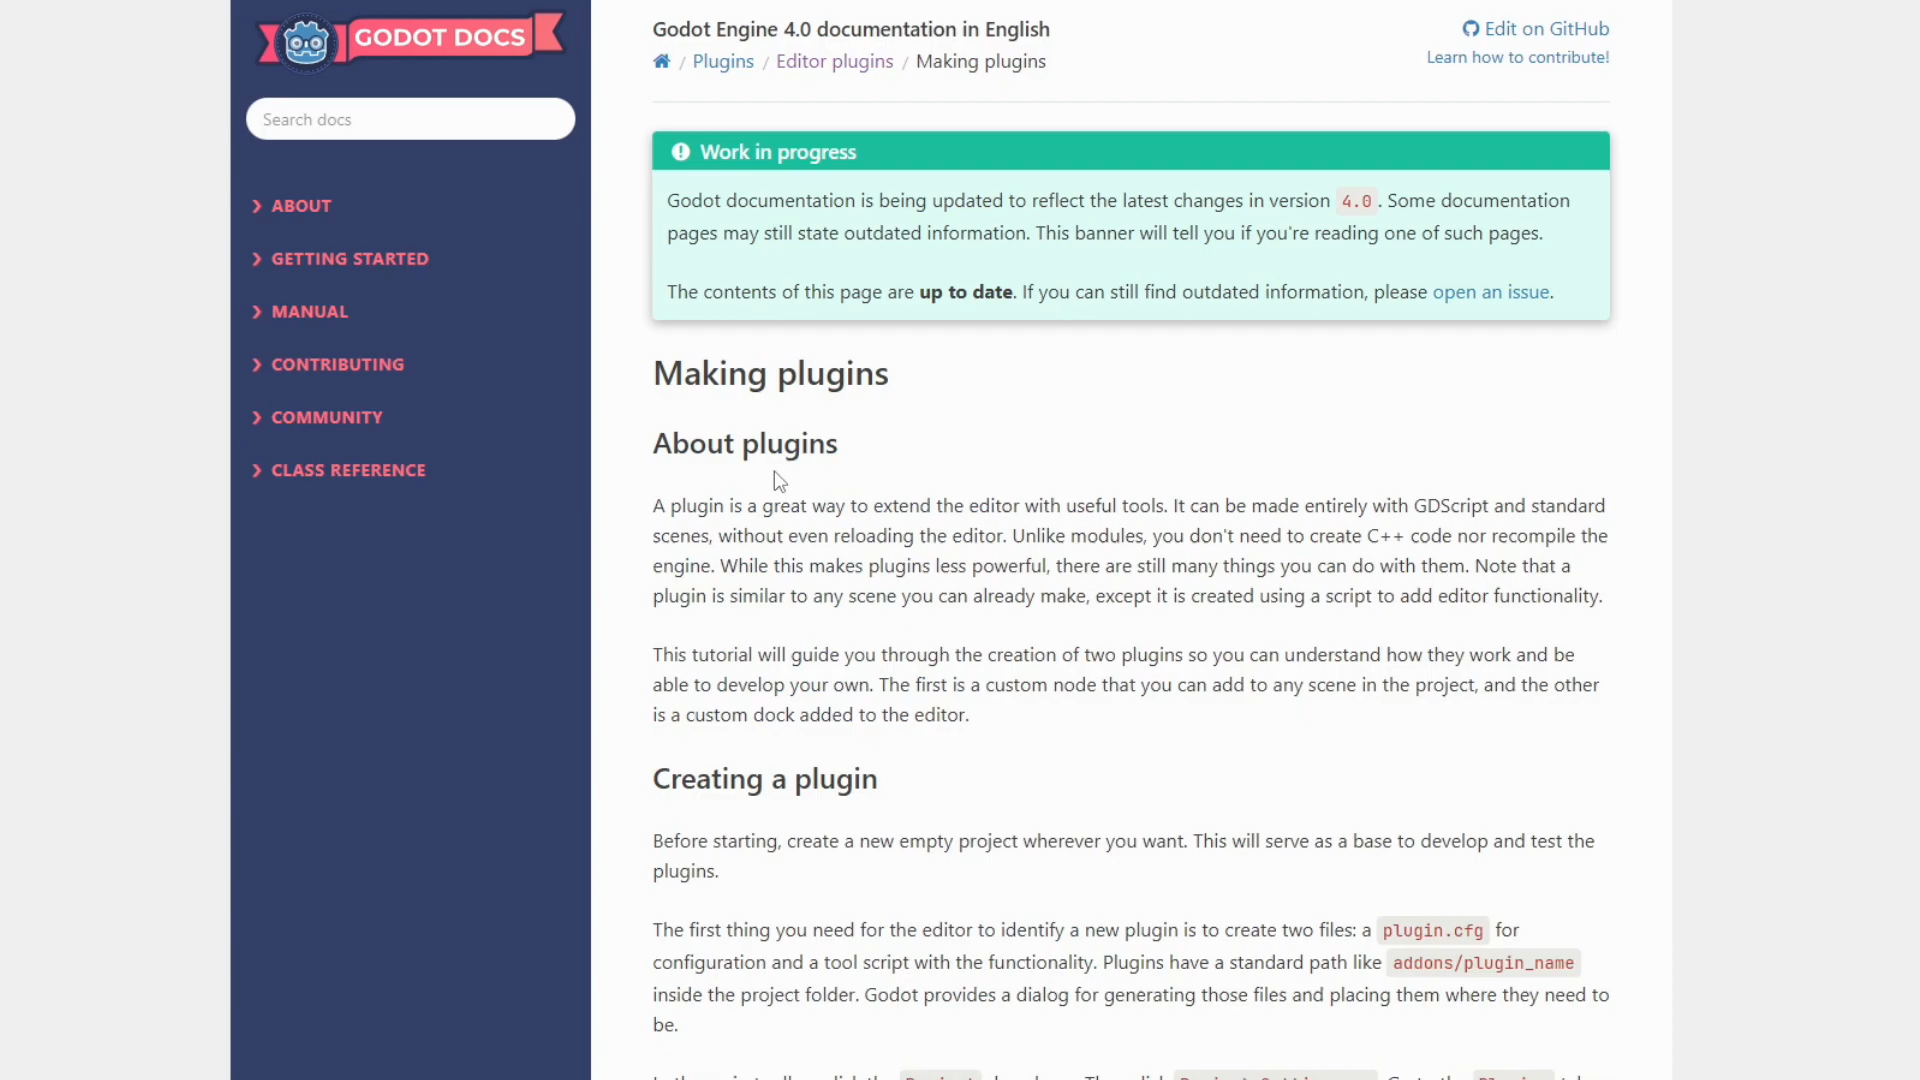 GODOT DOCS
Search docs
ABOUT
GETTING STARTED
MANUAL
CONTRIBUTING
COMMUNITY
CLASS REFERENCE
Godot Engine 4.0 documentation in English
Edit on GitHub
/ Plugins / Editor plugins / Making plugins
Learn how to contribute!
Work in progress
Godot documentation is being updated to reflect the latest changes in version 4.0. Some documentation
pages may still state outdated information. This banner will tell you if you're reading one of such pages.
The contents of this page are up to date. If you can still find outdated information, please open an issue.
Making plugins
About plugins
A plugin is a great way to extend the editor with useful tools. It can be made entirely with GDScript and standard
scenes, without even reloading the editor. Unlike modules, you don't need to create C++ code nor recompile the
engine. While this makes plugins less powerful, there are still many things you can do with them. Note that a
plugin is similar to any scene you can already make, except it is created using a script to add editor functionality.
This tutorial will guide you through the creation of two plugins so you can understand how they work and be
able to develop your own. The first is a custom node that you can add to any scene in the project, and the other
is a custom dock added to the editor.
Creating a plugin
Before starting, create a new empty project wherever you want. This will serve as a base to develop and test the
plugins.
The first thing you need for the editor to identify a new plugin is to create two files: a plugin.cfg for
configuration and a tool script with the functionality. Plugins have a standard path like addons/plugin_name
inside the project folder. Godot provides a dialog for generating those files and placing them where they need to
be.